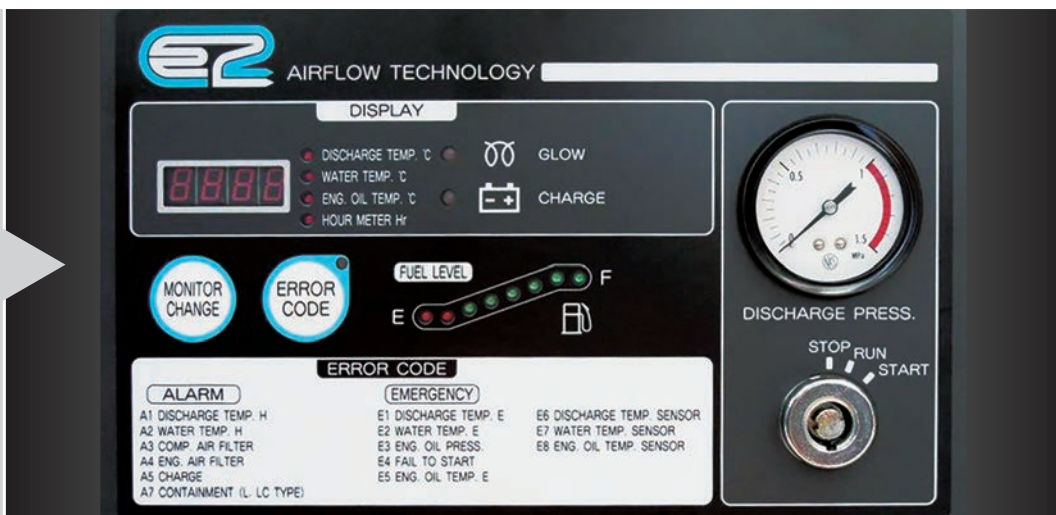 E2 AIRFLOW TECHNOLOGY
DISPLAY
8888
DISCHARGE TEMP. ℃
WATER TEMP. ℃
ENG. OIL TEMP. ℃
HOUR METER Hr
GLOW
- +
CHARGE
MONITOR
CHANGE
ERROR
CODE
FUEL LEVEL
E
F
ERROR CODE
ALARM
A1 DISCHARGE TEMP. H
A2 WATER TEMP. H
A3 COMP. AIR FILTER
A4 ENG. AIR FILTER
A5 CHARGE
A7 CONTAINMENT (L. LC TYPE)
EMERGENCY
E1 DISCHARGE TEMP. E
E2 WATER TEMP. E
E3 ENG. OIL PRESS.
E4 FAIL TO START
E5 ENG. OIL TEMP. E
E6 DISCHARGE TEMP. SENSOR
E7 WATER TEMP. SENSOR
E8 ENG. OIL TEMP. SENSOR
0
0.5
1
1.5
MPa
DISCHARGE PRESS.
STOP
RUN
START